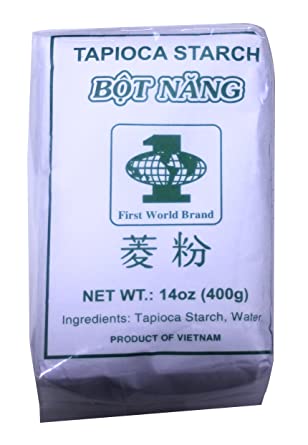 TAPIOCA STARCH
BỘT NĂNG
1
First World Brand
菱粉
NET WT.: 14oz (400g)
Ingredients: Tapioca Starch, Water
PRODUCT OF VIETNAM